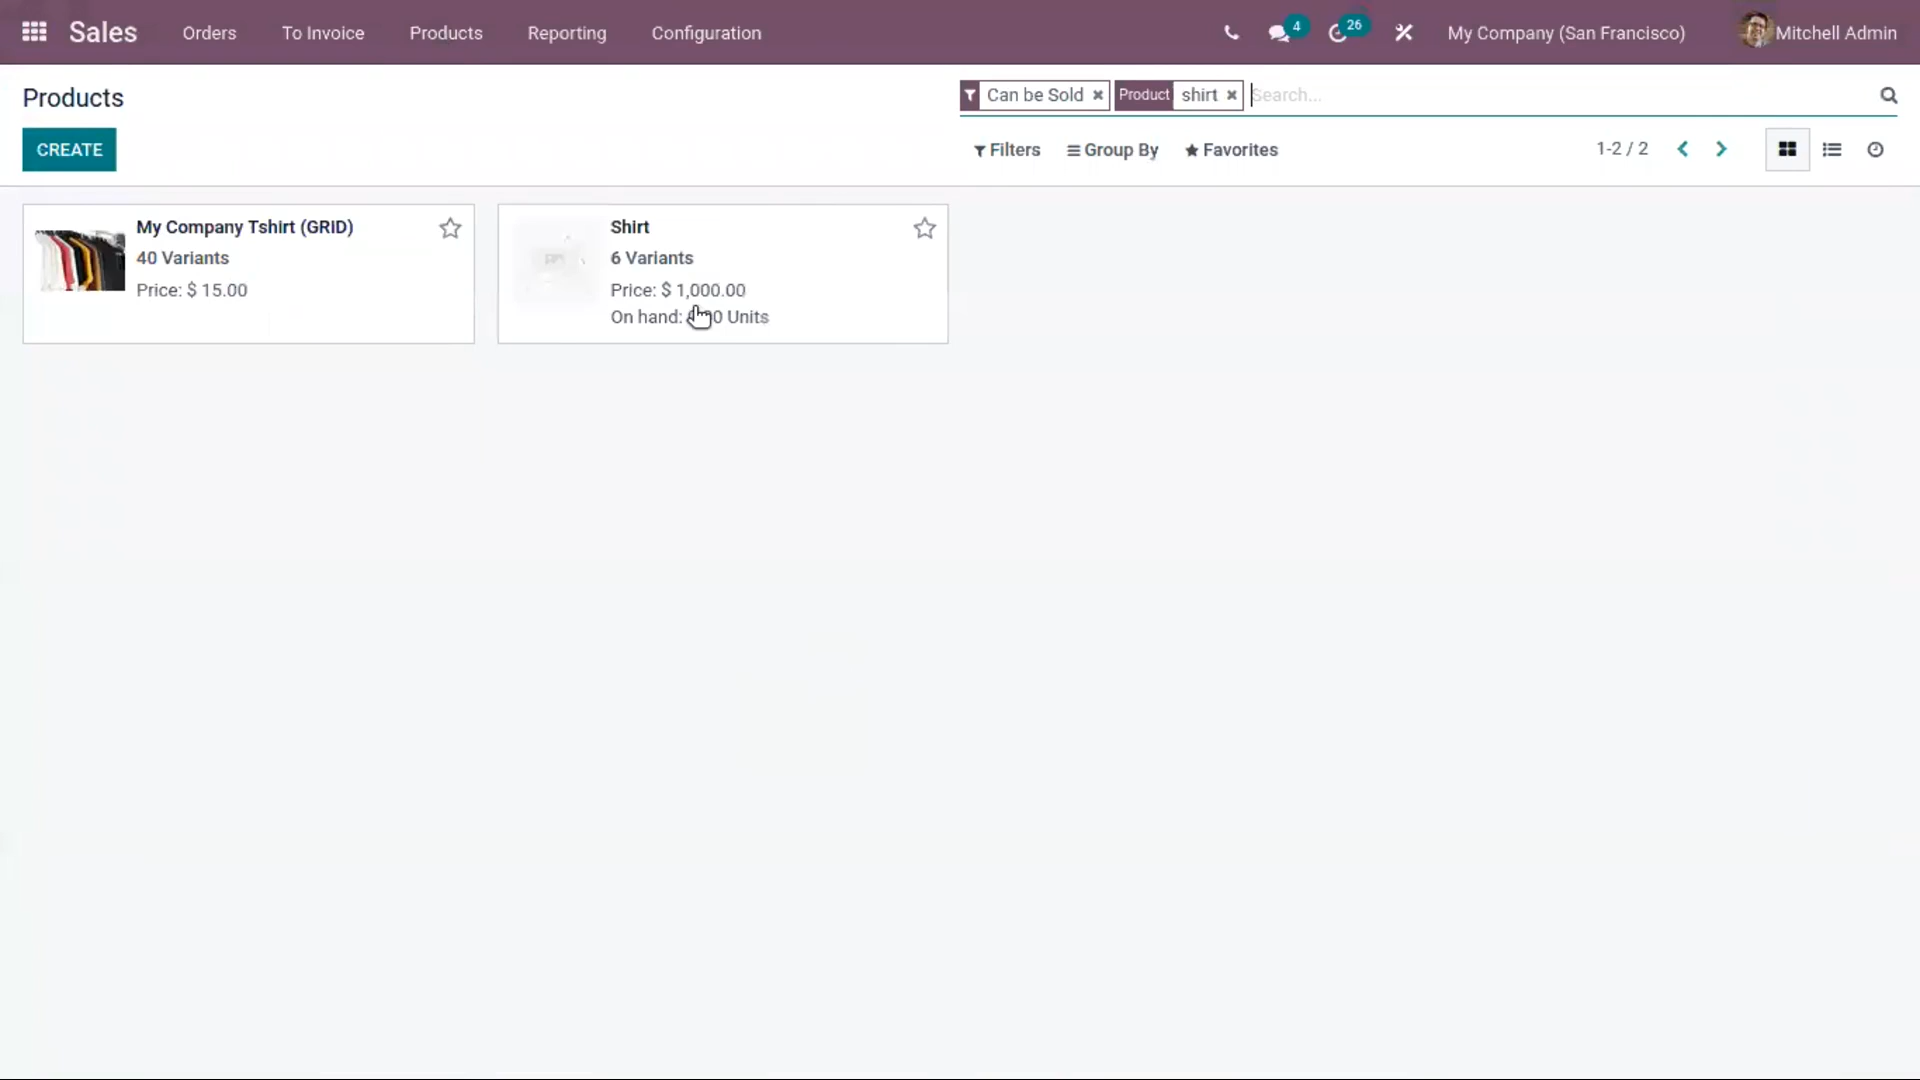 Sales Orders To Invoice Products Reporting Configuration 4 26 My Company (San Francisco) Mitchell Admin
Products
Can be Sold × Product shirt × Search...
CREATE
Filters Group By Favorites 1-2 / 2
My Company Tshirt (GRID)
40 Variants
Price: $ 15.00
Shirt
6 Variants
Price: $ 1,000.00
On hand: Units